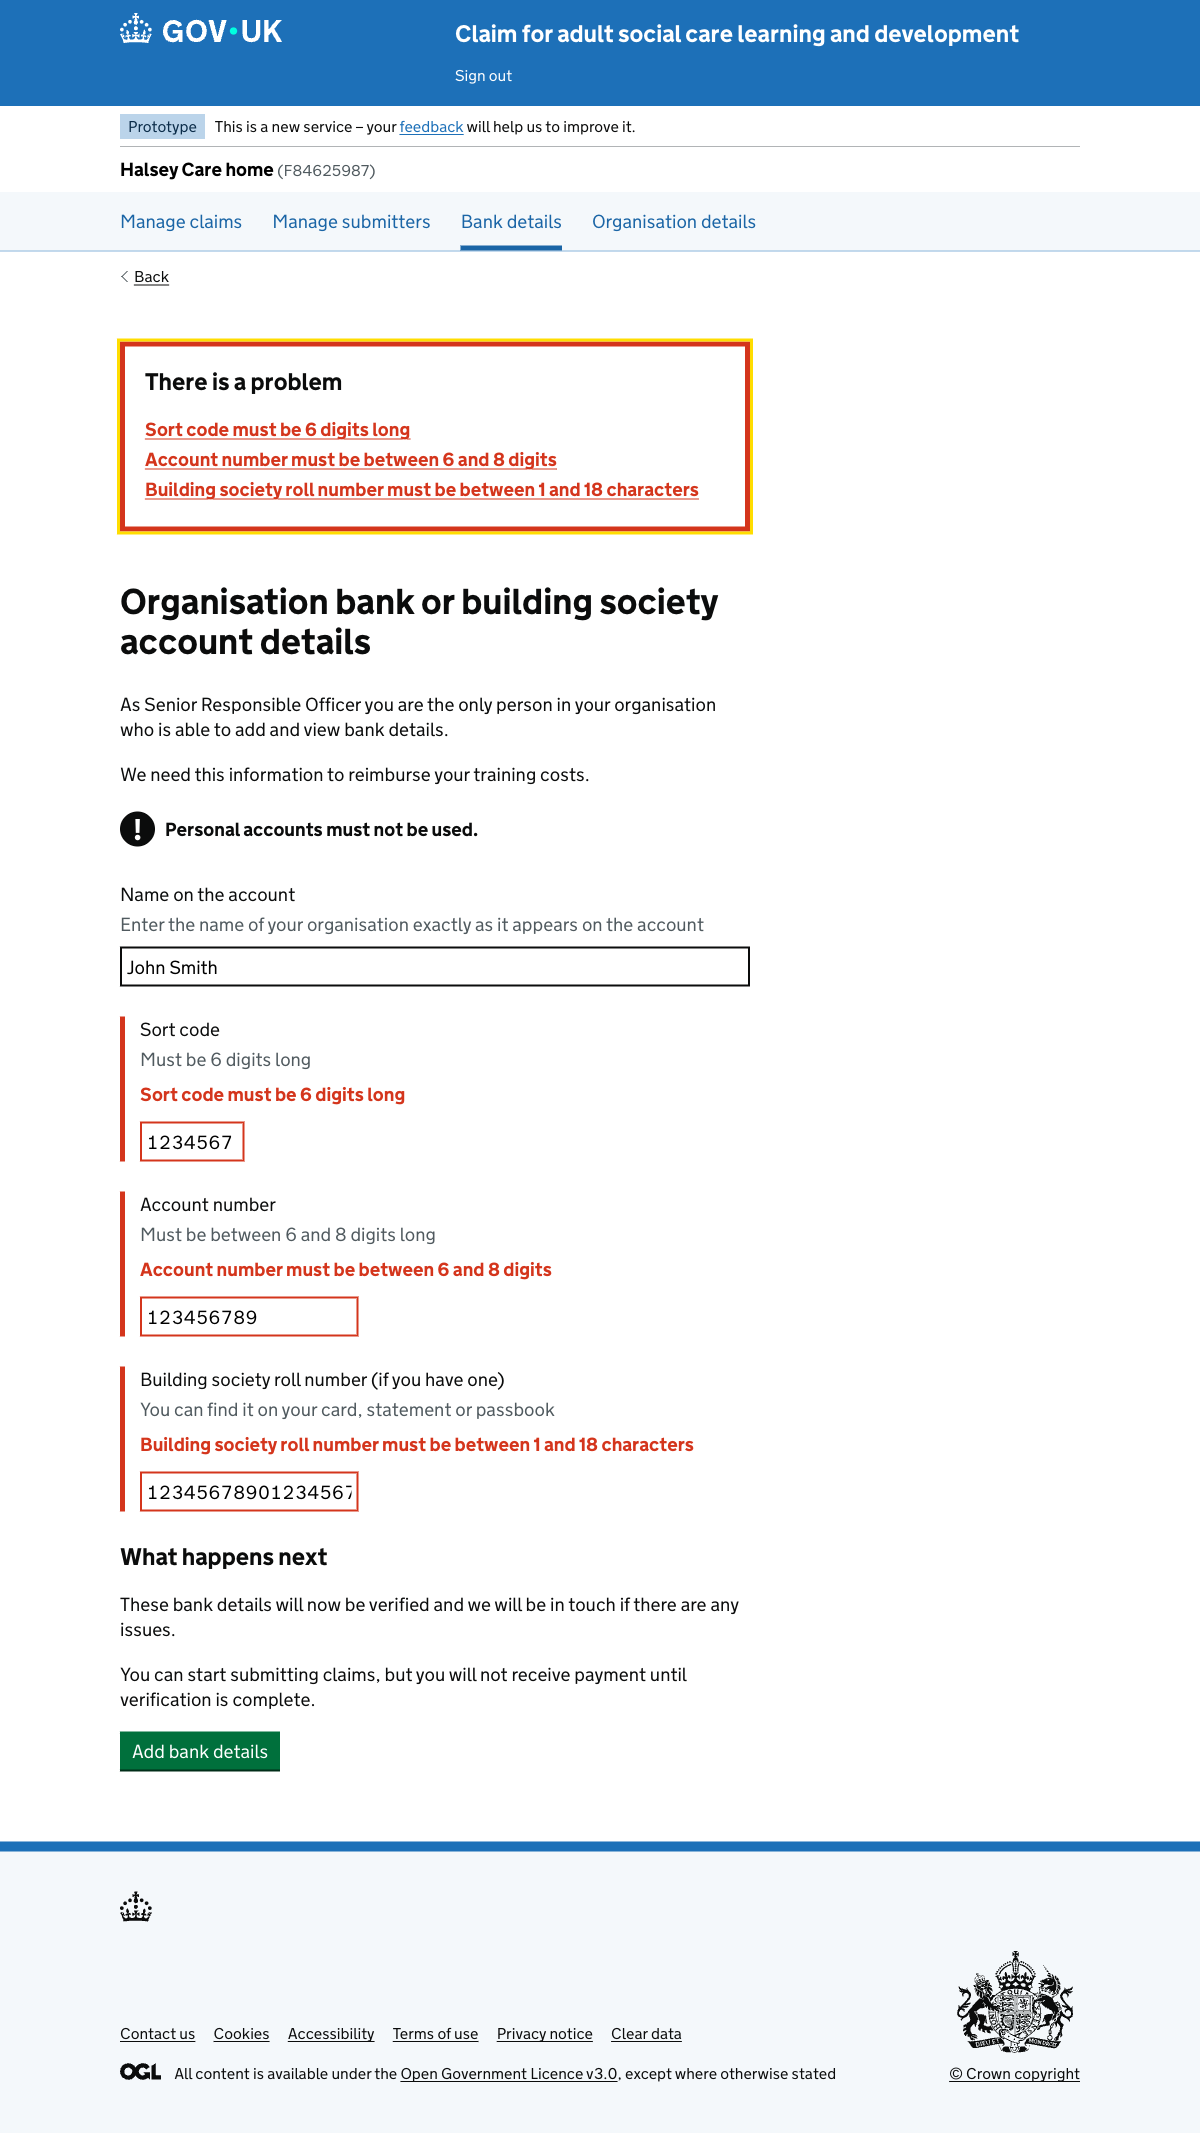 GOV·UK
Claim for adult social care learning and development
Sign out
Prototype This is a new service – your feedback will help us to improve it.
Halsey Care home (F84625987)
Manage claims Manage submitters Bank details Organisation details
Back
There is a problem
Sort code must be 6 digits long
Account number must be between 6 and 8 digits
Building society roll number must be between 1 and 18 characters
Organisation bank or building society
account details
As Senior Responsible Officer you are the only person in your organisation
who is able to add and view bank details.
We need this information to reimburse your training costs.
! Personal accounts must not be used.
Name on the account
Enter the name of your organisation exactly as it appears on the account
John Smith
Sort code
Must be 6 digits long
Sort code must be 6 digits long
1234567
Account number
Must be between 6 and 8 digits long
Account number must be between 6 and 8 digits
123456789
Building society roll number (if you have one)
You can find it on your card, statement or passbook
Building society roll number must be between 1 and 18 characters
12345678901234567
What happens next
These bank details will now be verified and we will be in touch if there are any
issues.
You can start submitting claims, but you will not receive payment until
verification is complete.
Add bank details
Contact us Cookies Accessibility Terms of use Privacy notice Clear data
OGL All content is available under the Open Government Licence v3.0, except where otherwise stated
© Crown copyright